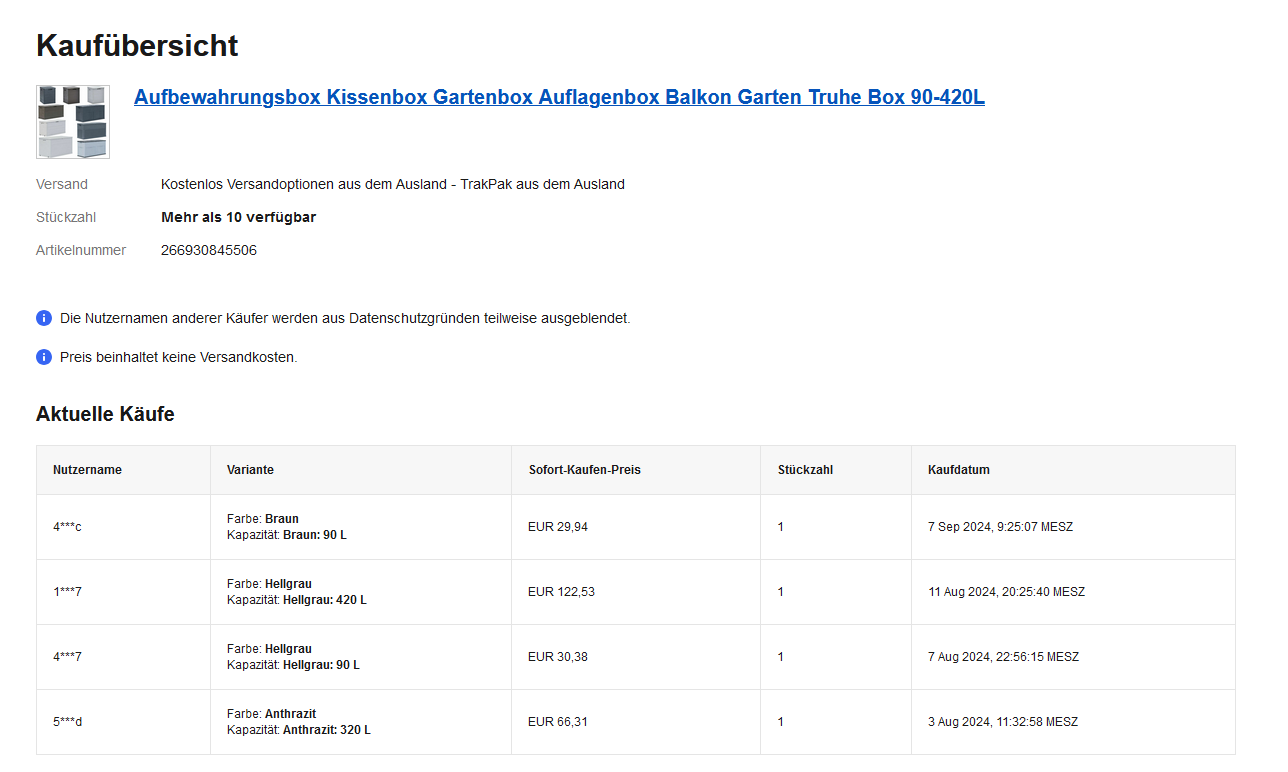 Kaufübersicht
Aufbewahrungsbox Kissenbox Gartenbox Auflagenbox Balkon Garten Truhe Box 90-420L
Versand Kostenlos Versandoptionen aus dem Ausland - TrakPak aus dem Ausland
Stückzahl Mehr als 10 verfügbar
Artikelnummer 266930845506
Die Nutzernamen anderer Käufer werden aus Datenschutzgründen teilweise ausgeblendet.
Preis beinhaltet keine Versandkosten.
Aktuelle Käufe
Nutzername Variante Sofort-Kaufen-Preis Stückzahl Kaufdatum
Farbe: Braun
4***c EUR 29,94 1 7 Sep 2024, 9:25:07 MESZ
Kapazität: Braun: 90 L
Farbe: Hellgrau
1***7 EUR 122,53 1 11 Aug 2024, 20:25:40 MESZ
Kapazität: Hellgrau: 420 L
Farbe: Hellgrau
4***7 EUR 30,38 1 7 Aug 2024, 22:56:15 MESZ
Kapazität: Hellgrau: 90 L
Farbe: Anthrazit
5***d EUR 66,31 1 3 Aug 2024, 11:32:58 MESZ
Kapazität: Anthrazit: 320 L